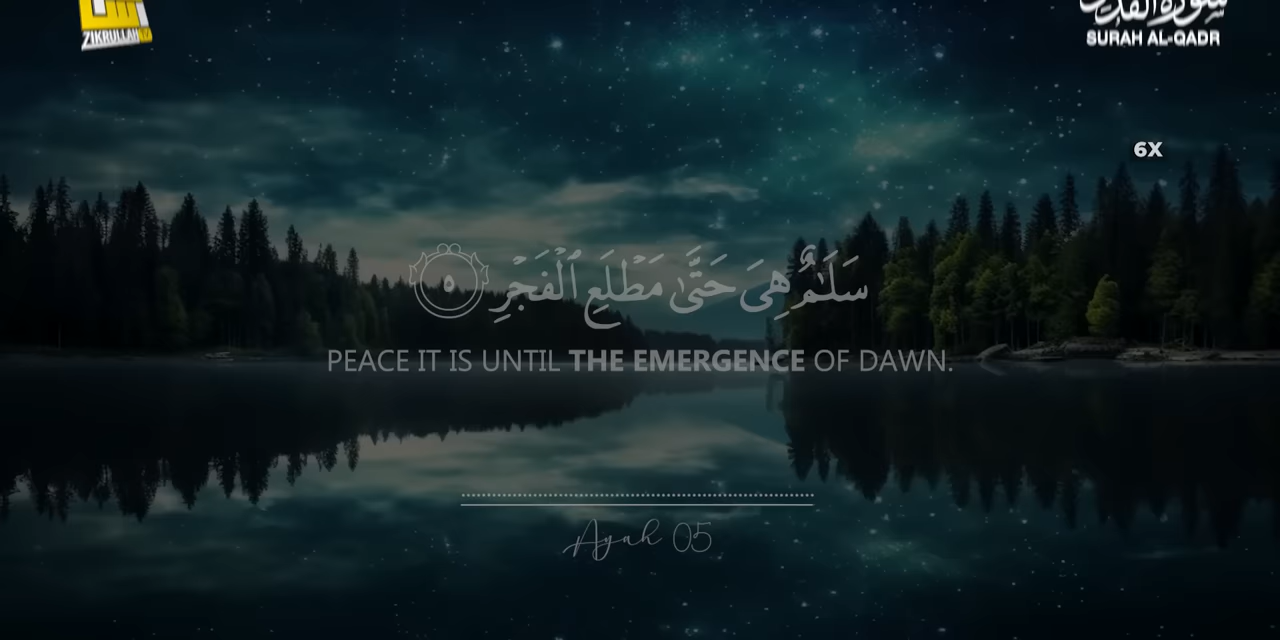 ZIKRULLAH
سورة القدر
SURAH AL-QADR
6X
سَلَـٰمٌ هِىَ حَتَّىٰ مَطْلَعِ ٱلْفَجْرِ ٥
PEACE IT IS UNTIL THE EMERGENCE OF DAWN.
Ayah 05